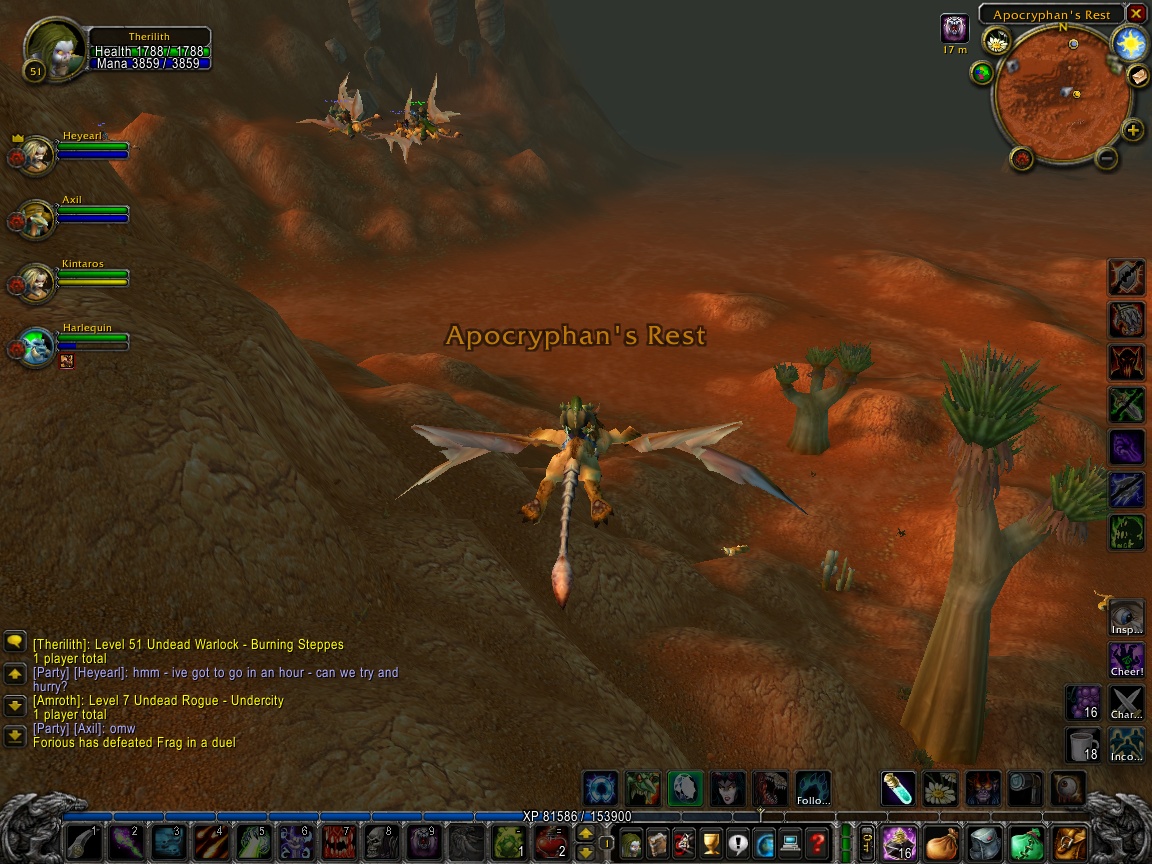 Therilith
Health 1788 / 1788
Mana 3859 / 3859
51
Heyearl
Axil
Kintaros
Harlequin
17 m
Apocryphan's Rest
N
Apocryphan's Rest
[Therilith]: Level 51 Undead Warlock - Burning Steppes
1 player total
[Party] [Heyearl]: hmm - ive got to go in an hour - can we try and
hurry?
[Amroth]: Level 7 Undead Rogue - Undercity
1 player total
[Party] [Axil]: omw
Forious has defeated Frag in a duel
Insp...
Cheer!
16
Char...
18
Inco...
Follo...
XP 81586 / 153900
1
2
3
4
5
6
7
8
9
-
=
1
2
1
16